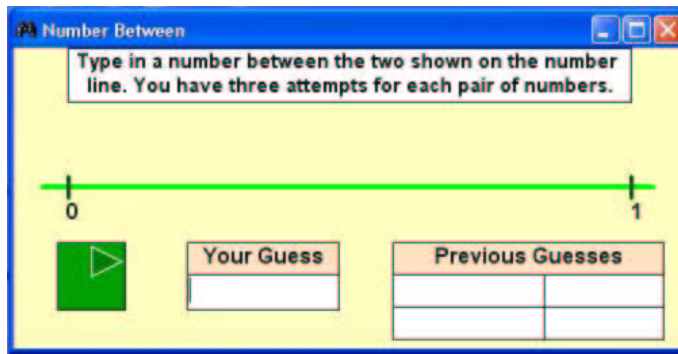 Number Between
Type in a number between the two shown on the number
line. You have three attempts for each pair of numbers.
0 1
Your Guess Previous Guesses